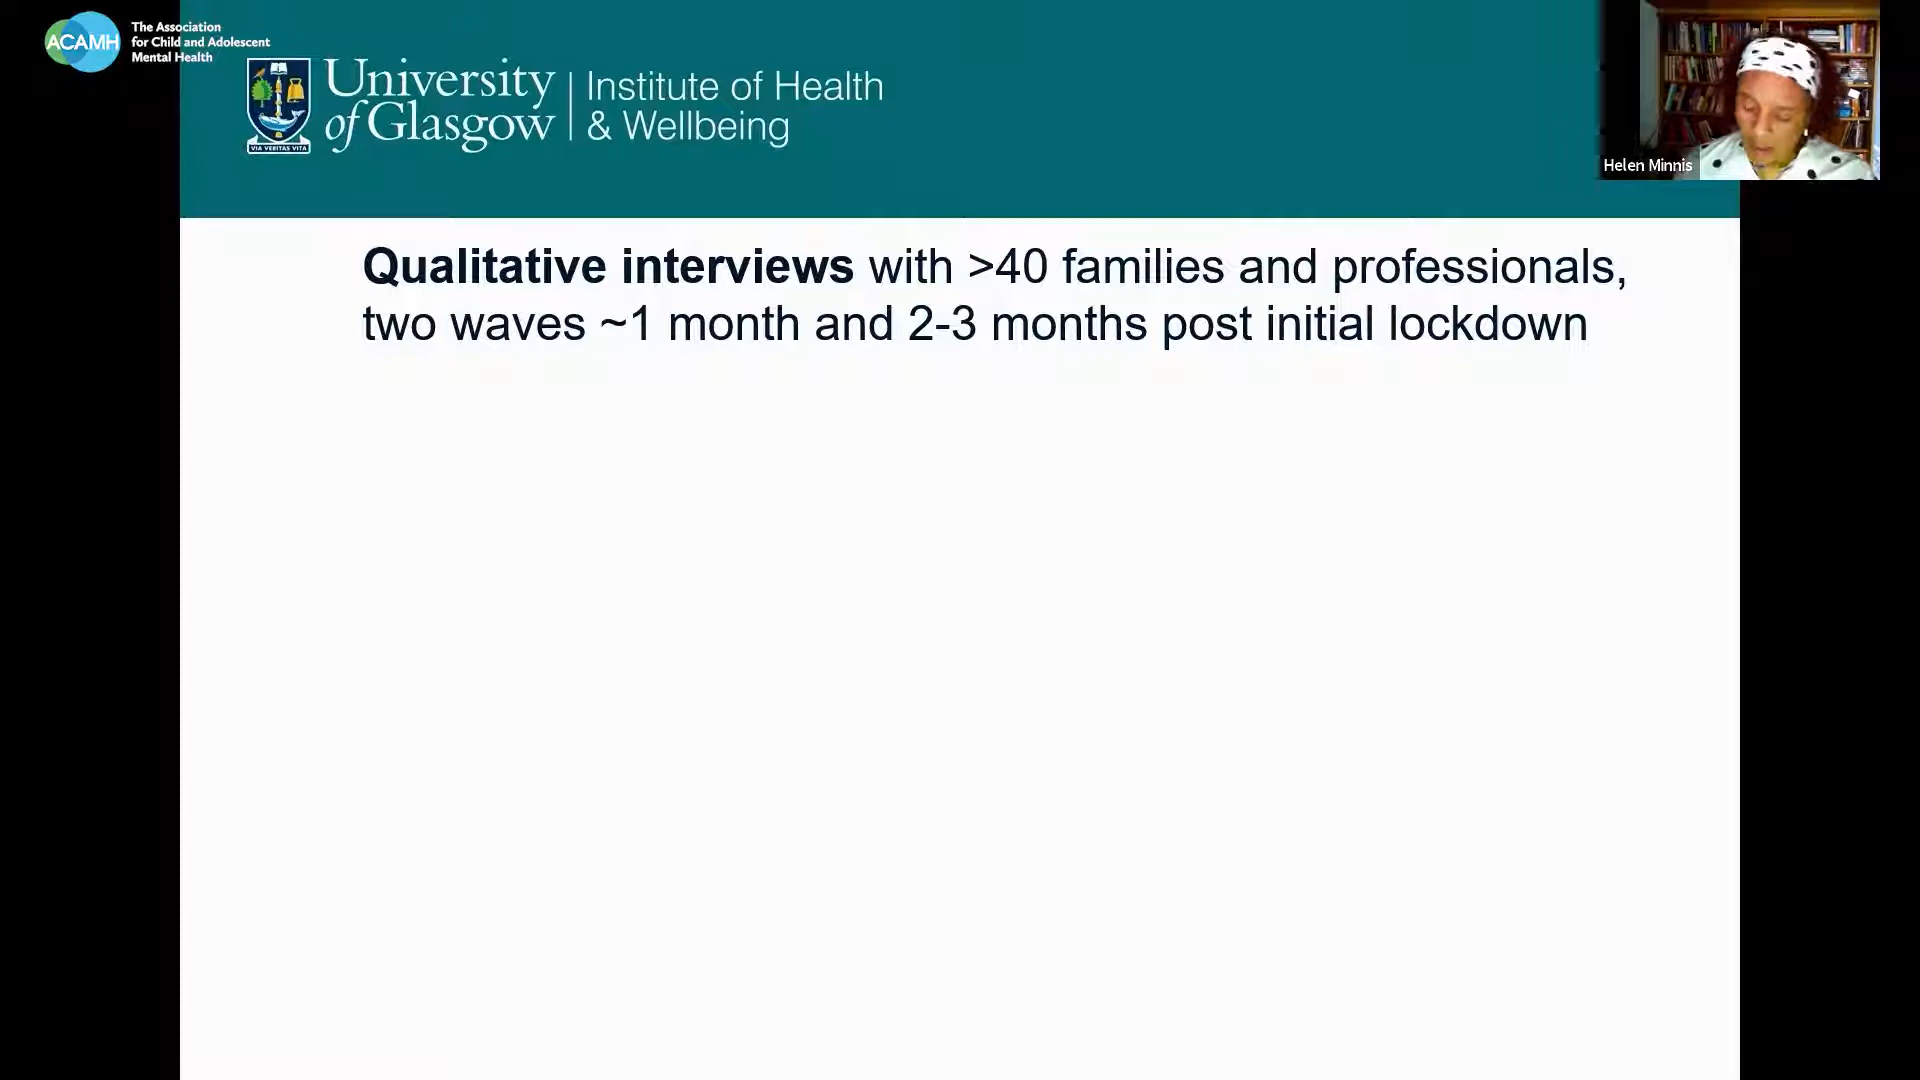 ACAMH
The Association
for Child and Adolescent
Mental Health
University
of Glasgow
VIA VERITAS VITA
Institute of Health
& Wellbeing
Helen Minnis
Qualitative interviews with >40 families and professionals,
two waves ~1 month and 2-3 months post initial lockdown